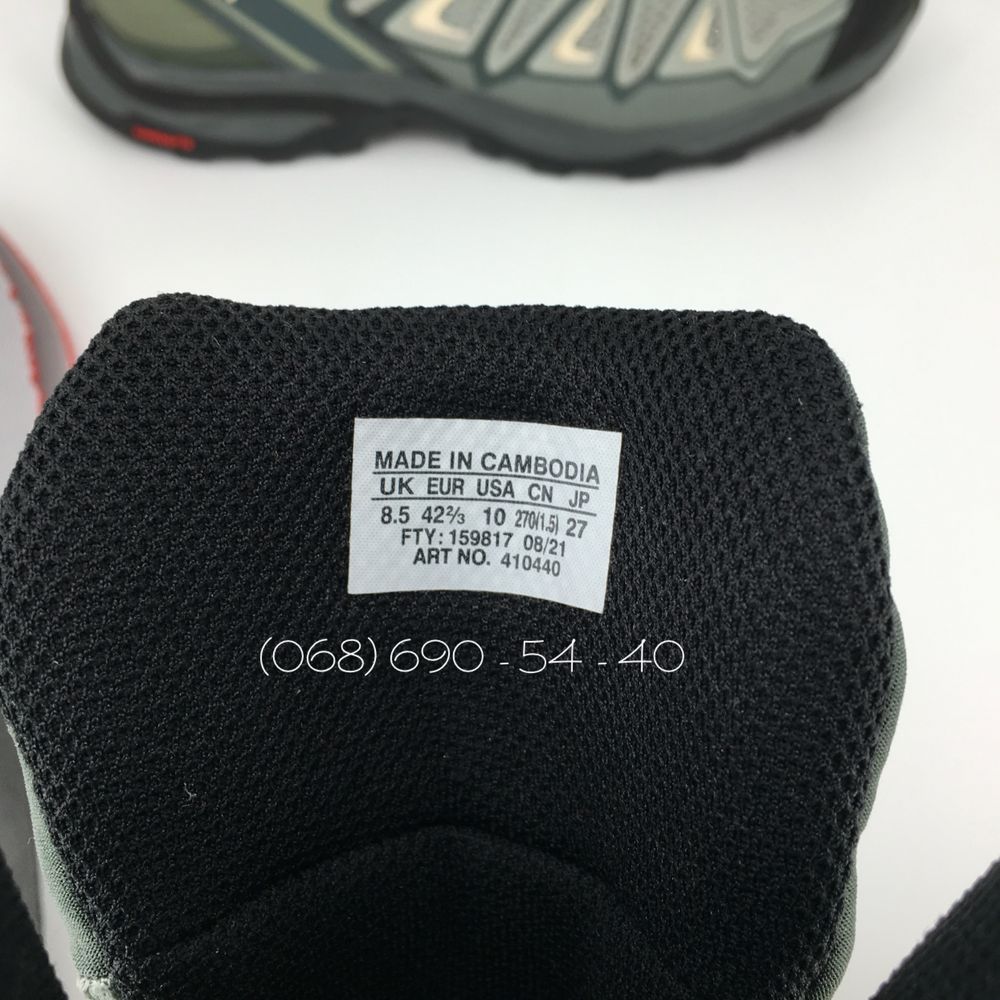 MADE IN CAMBODIA
UK EUR USA CN JP
8.5 42⅔ 10 270(1.5) 27
FTY: 159817 08/21
ART NO. 410440
(068) 690 - 54 - 40